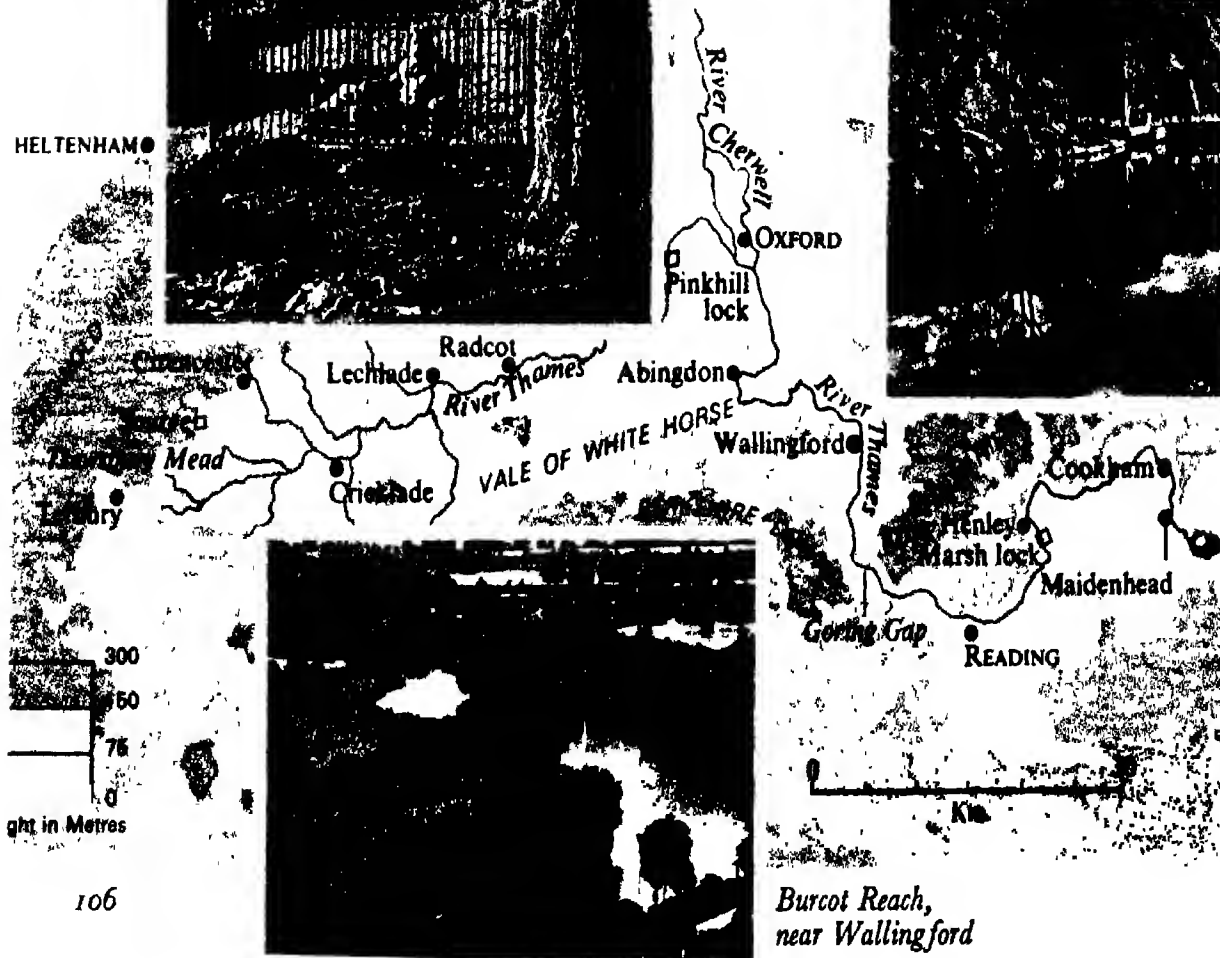 River Cherwell
HELTENHAM
OXFORD
Pinkhill
lock
Radcot
Cirencester
Lechlade
River Thames
Abingdon
River Thames
VALE OF WHITE HORSE
Wallingford
Mead
Cricklade
Cookham
Henley
Marsh lock
Maidenhead
Goring Gap
READING
300
150
75
0
ght in Metres
Km
106
Burcot Reach,
near Wallingford